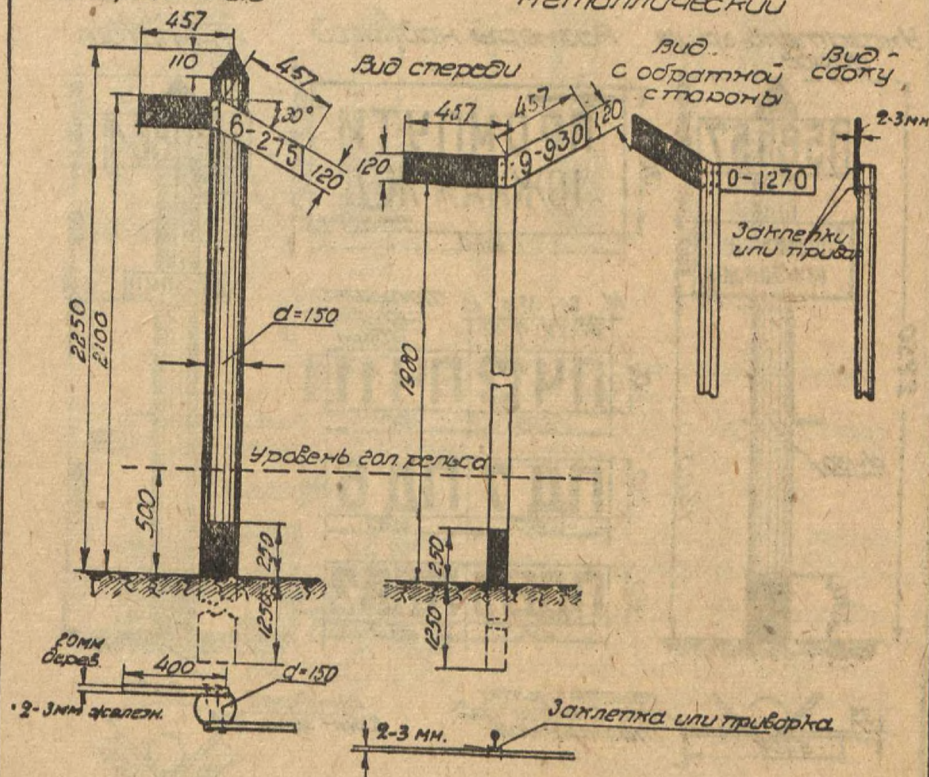 металлический
457
110
457
30°
6-275
120
2250
2100
d=150
500
250
1250
Вид спереди
457
457
120
120
9-930
1980
Уровень гол. рельса
250
1250
Вид
с обратной
стороны
0-1270
Вид
сбоку
2-3мм
Заклепки
или привар
20мм
дерев.
400
d=150
2-3мм железн.
2-3 мм.
Заклепка или приварка